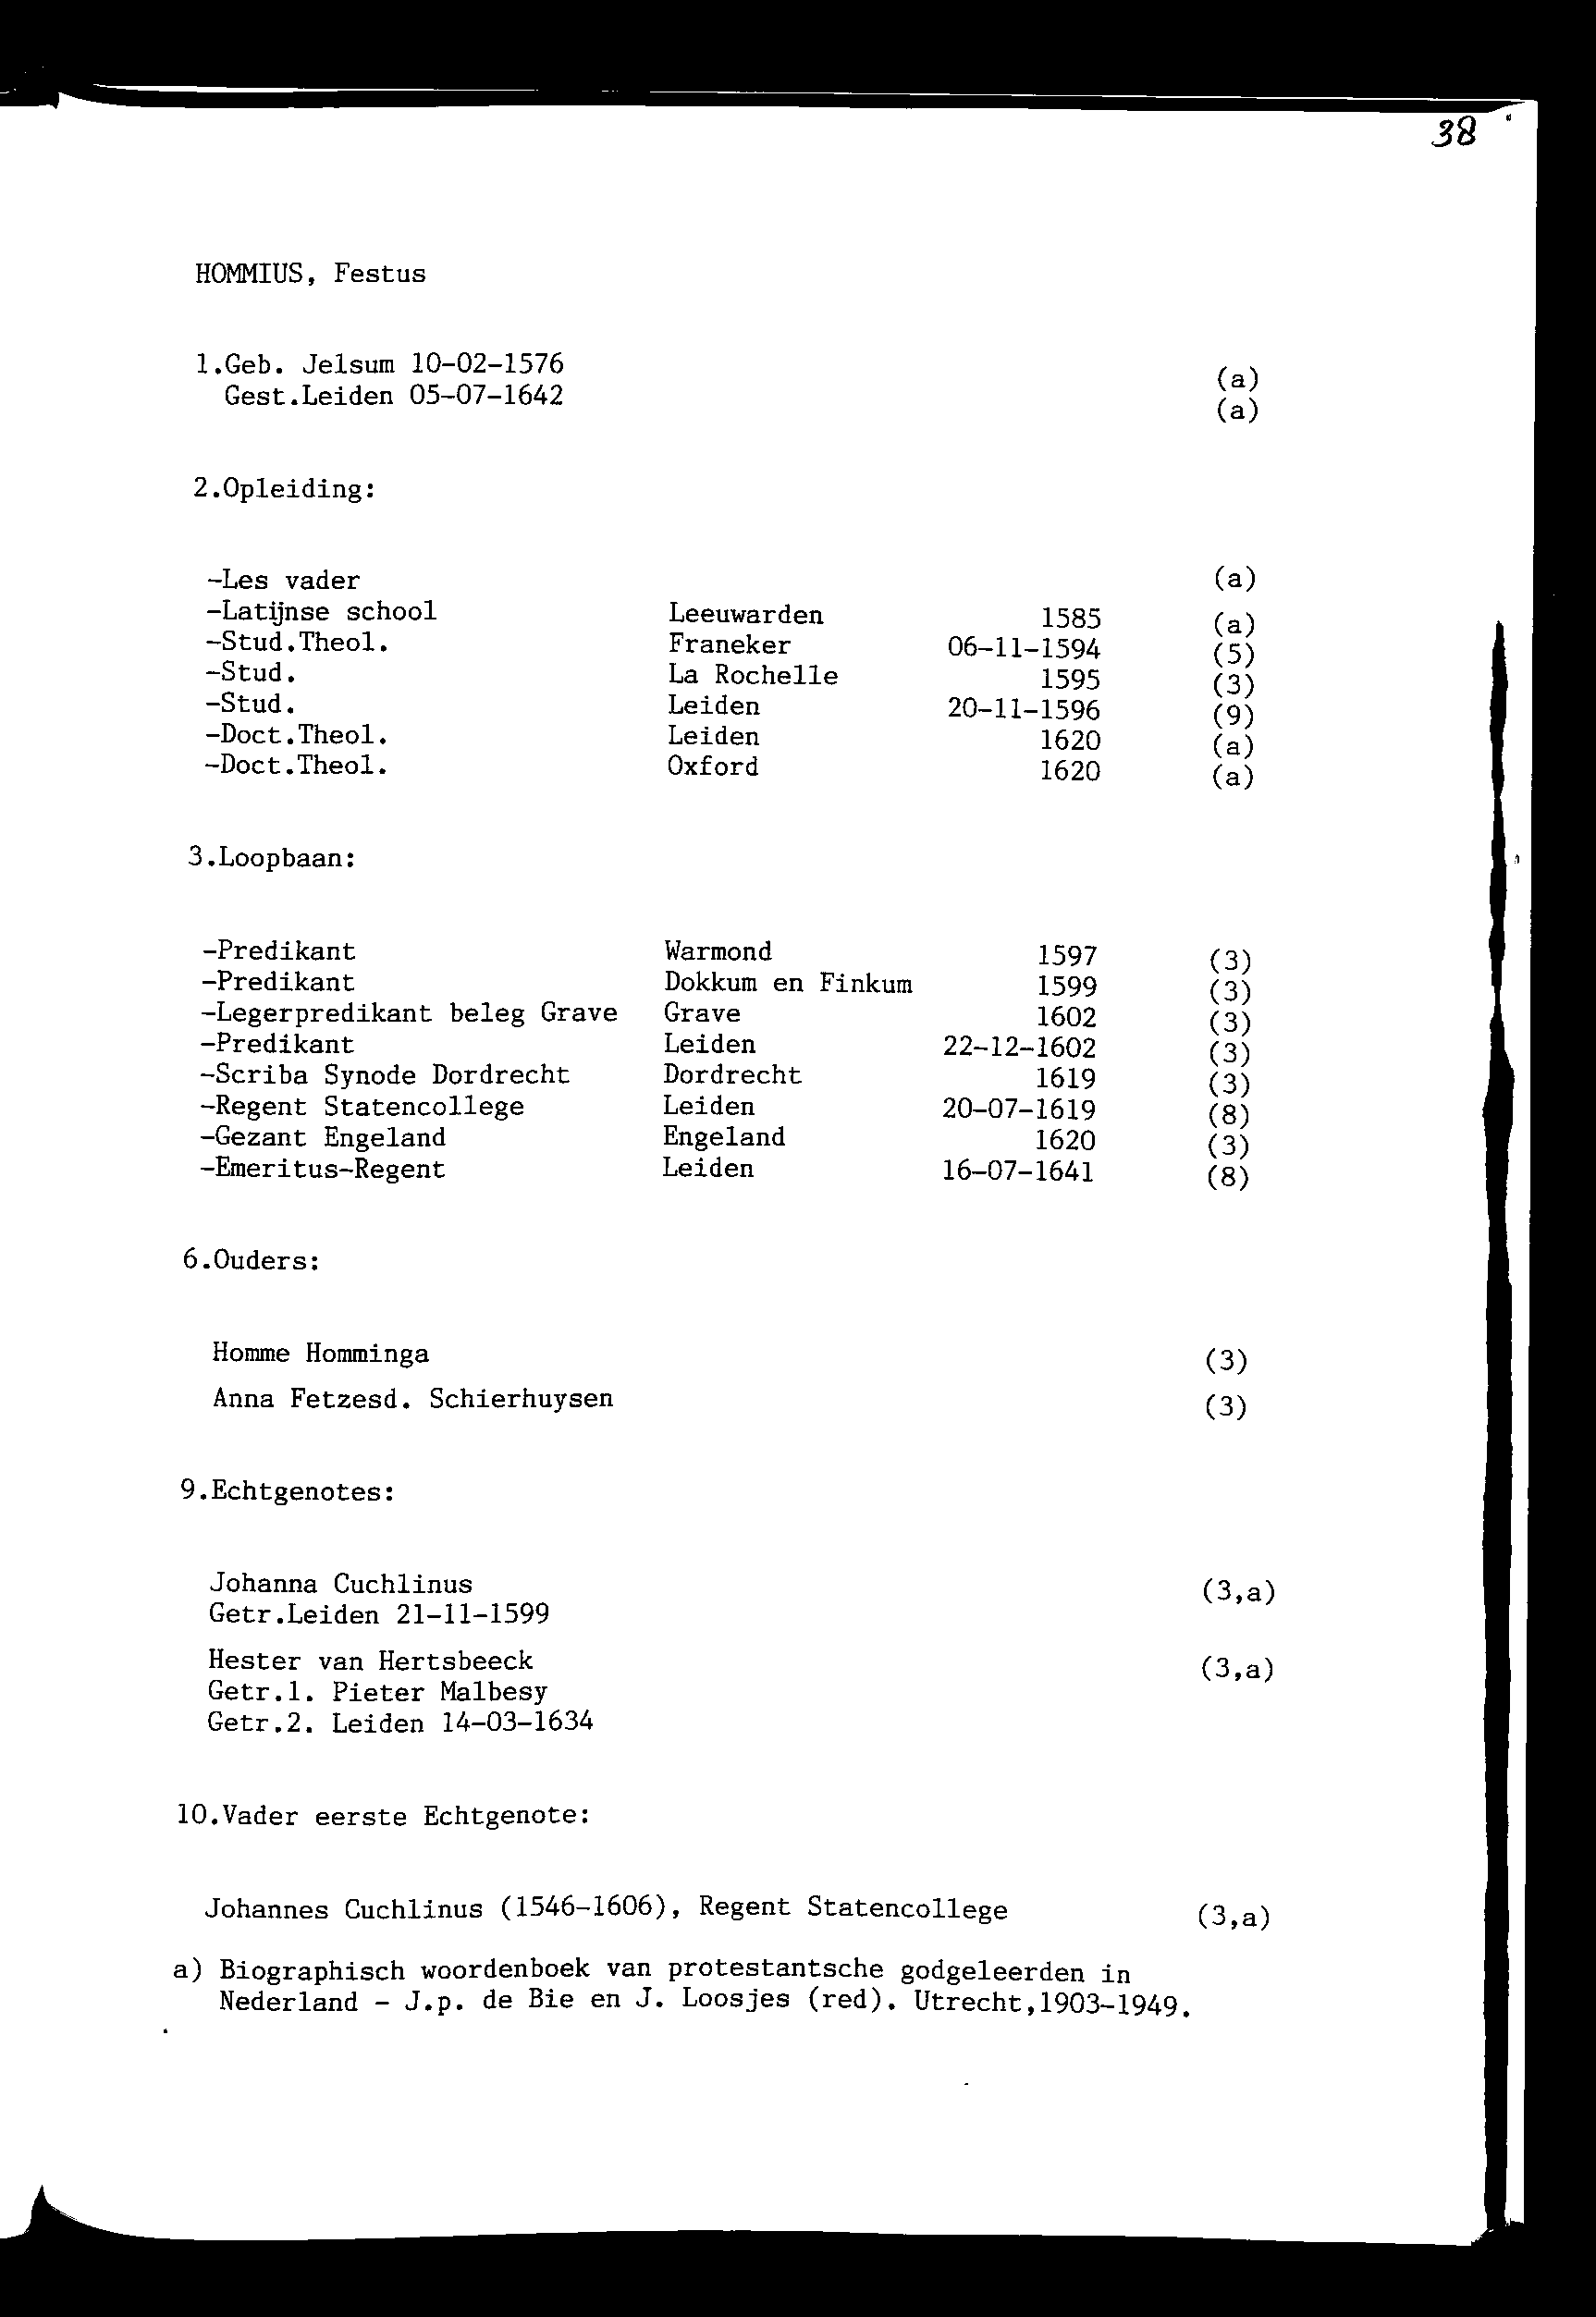 38
HOMMIUS, Festus
1.Geb. Jelsum 10-02-1576 (a)
Gest.Leiden 05-07-1642 (a)
2.Opleiding:
-Les vader (a)
-Latijnse school Leeuwarden 1585 (a)
-Stud.Theol. Franeker 06-11-1594 (5)
-Stud. La Rochelle 1595 (3)
-Stud. Leiden 20-11-1596 (9)
-Doct.Theol. Leiden 1620 (a)
-Doct.Theol. Oxford 1620 (a)
3.Loopbaan:
-Predikant Warmond 1597 (3)
-Predikant Dokkum en Finkum 1599 (3)
-Legerpredikant beleg Grave Grave 1602 (3)
-Predikant Leiden 22-12-1602 (3)
-Scriba Synode Dordrecht Dordrecht 1619 (3)
-Regent Statencollege Leiden 20-07-1619 (8)
-Gezant Engeland Engeland 1620 (3)
-Emeritus-Regent Leiden 16-07-1641 (8)
6.Ouders:
Homme Homminga (3)
Anna Fetzesd. Schierhuysen (3)
9.Echtgenotes:
Johanna Cuchlinus (3,a)
Getr.Leiden 21-11-1599
Hester van Hertsbeeck (3,a)
Getr.1. Pieter Malbesy
Getr.2. Leiden 14-03-1634
10.Vader eerste Echtgenote:
Johannes Cuchlinus (1546-1606), Regent Statencollege (3,a)
a) Biographisch woordenboek van protestantsche godgeleerden in
Nederland - J.p. de Bie en J. Loosjes (red). Utrecht,1903-1949.